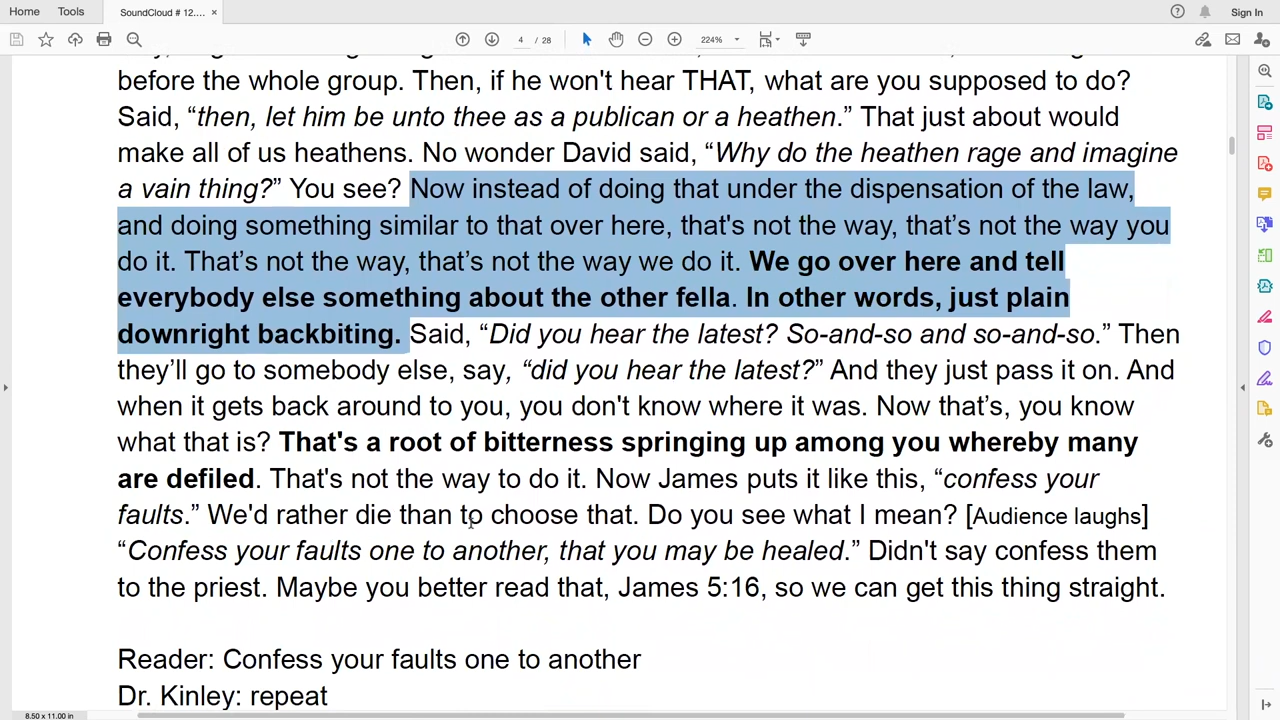 Home
Tools
SoundCloud # 12....
×
Sign In
4 / 28
224%
before the whole group. Then, if he won't hear THAT, what are you supposed to do?
Said, “then, let him be unto thee as a publican or a heathen.” That just about would
make all of us heathens. No wonder David said, “Why do the heathen rage and imagine
a vain thing?” You see? Now instead of doing that under the dispensation of the law,
and doing something similar to that over here, that's not the way, that’s not the way you
do it. That’s not the way, that’s not the way we do it. We go over here and tell
everybody else something about the other fella. In other words, just plain
downright backbiting. Said, “Did you hear the latest? So-and-so and so-and-so.” Then
they’ll go to somebody else, say, “did you hear the latest?” And they just pass it on. And
when it gets back around to you, you don't know where it was. Now that’s, you know
what that is? That's a root of bitterness springing up among you whereby many
are defiled. That's not the way to do it. Now James puts it like this, “confess your
faults.” We'd rather die than to choose that. Do you see what I mean? [Audience laughs]
“Confess your faults one to another, that you may be healed.” Didn't say confess them
to the priest. Maybe you better read that, James 5:16, so we can get this thing straight.
Reader: Confess your faults one to another
Dr. Kinley: repeat
8.50 x 11.00 in